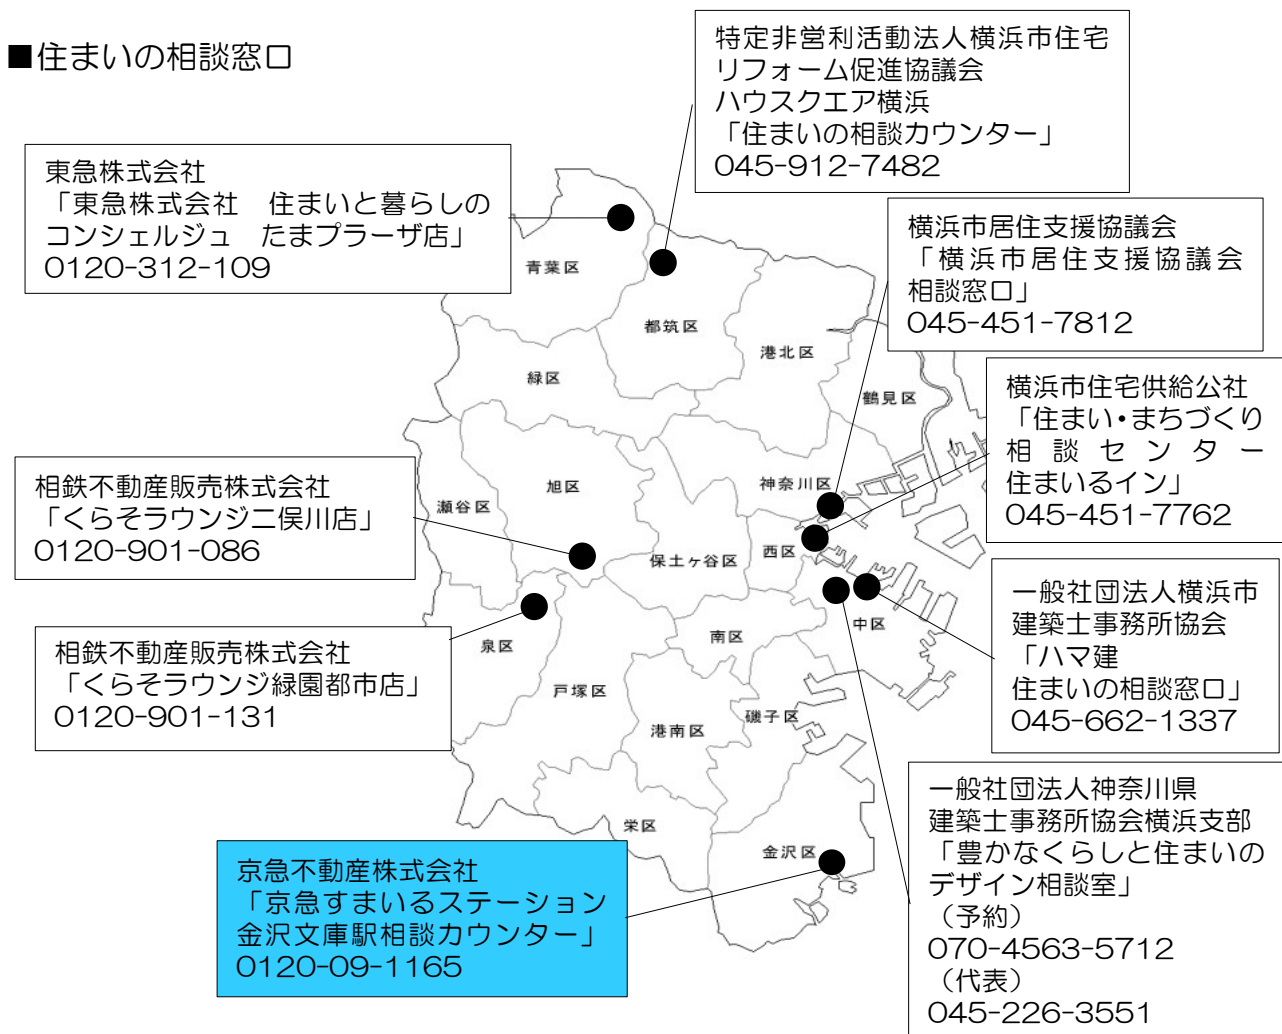 ■住まいの相談窓口
特定非営利活動法人横浜市住宅
リフォーム促進協議会
ハウスクエア横浜
「住まいの相談カウンター」
045-912-7482
東急株式会社
「東急株式会社　住まいと暮らしの
コンシェルジュ　たまプラーザ店」
0120-312-109
横浜市居住支援協議会
「横浜市居住支援協議会
相談窓口」
045-451-7812
横浜市住宅供給公社
「住まい・まちづくり
相談センター
住まいるイン」
045-451-7762
相鉄不動産販売株式会社
「くらそラウンジ二俣川店」
0120-901-086
相鉄不動産販売株式会社
「くらそラウンジ緑園都市店」
0120-901-131
一般社団法人横浜市
建築士事務所協会
「ハマ建
住まいの相談窓口」
045-662-1337
一般社団法人神奈川県
建築士事務所協会横浜支部
「豊かなくらしと住まいの
デザイン相談室」
（予約）
070-4563-5712
（代表）
045-226-3551
京急不動産株式会社
「京急すまいるステーション
金沢文庫駅相談カウンター」
0120-09-1165
青葉区
都筑区
港北区
緑区
鶴見区
神奈川区
旭区
瀬谷区
西区
保土ヶ谷区
中区
南区
泉区
戸塚区
磯子区
港南区
栄区
金沢区